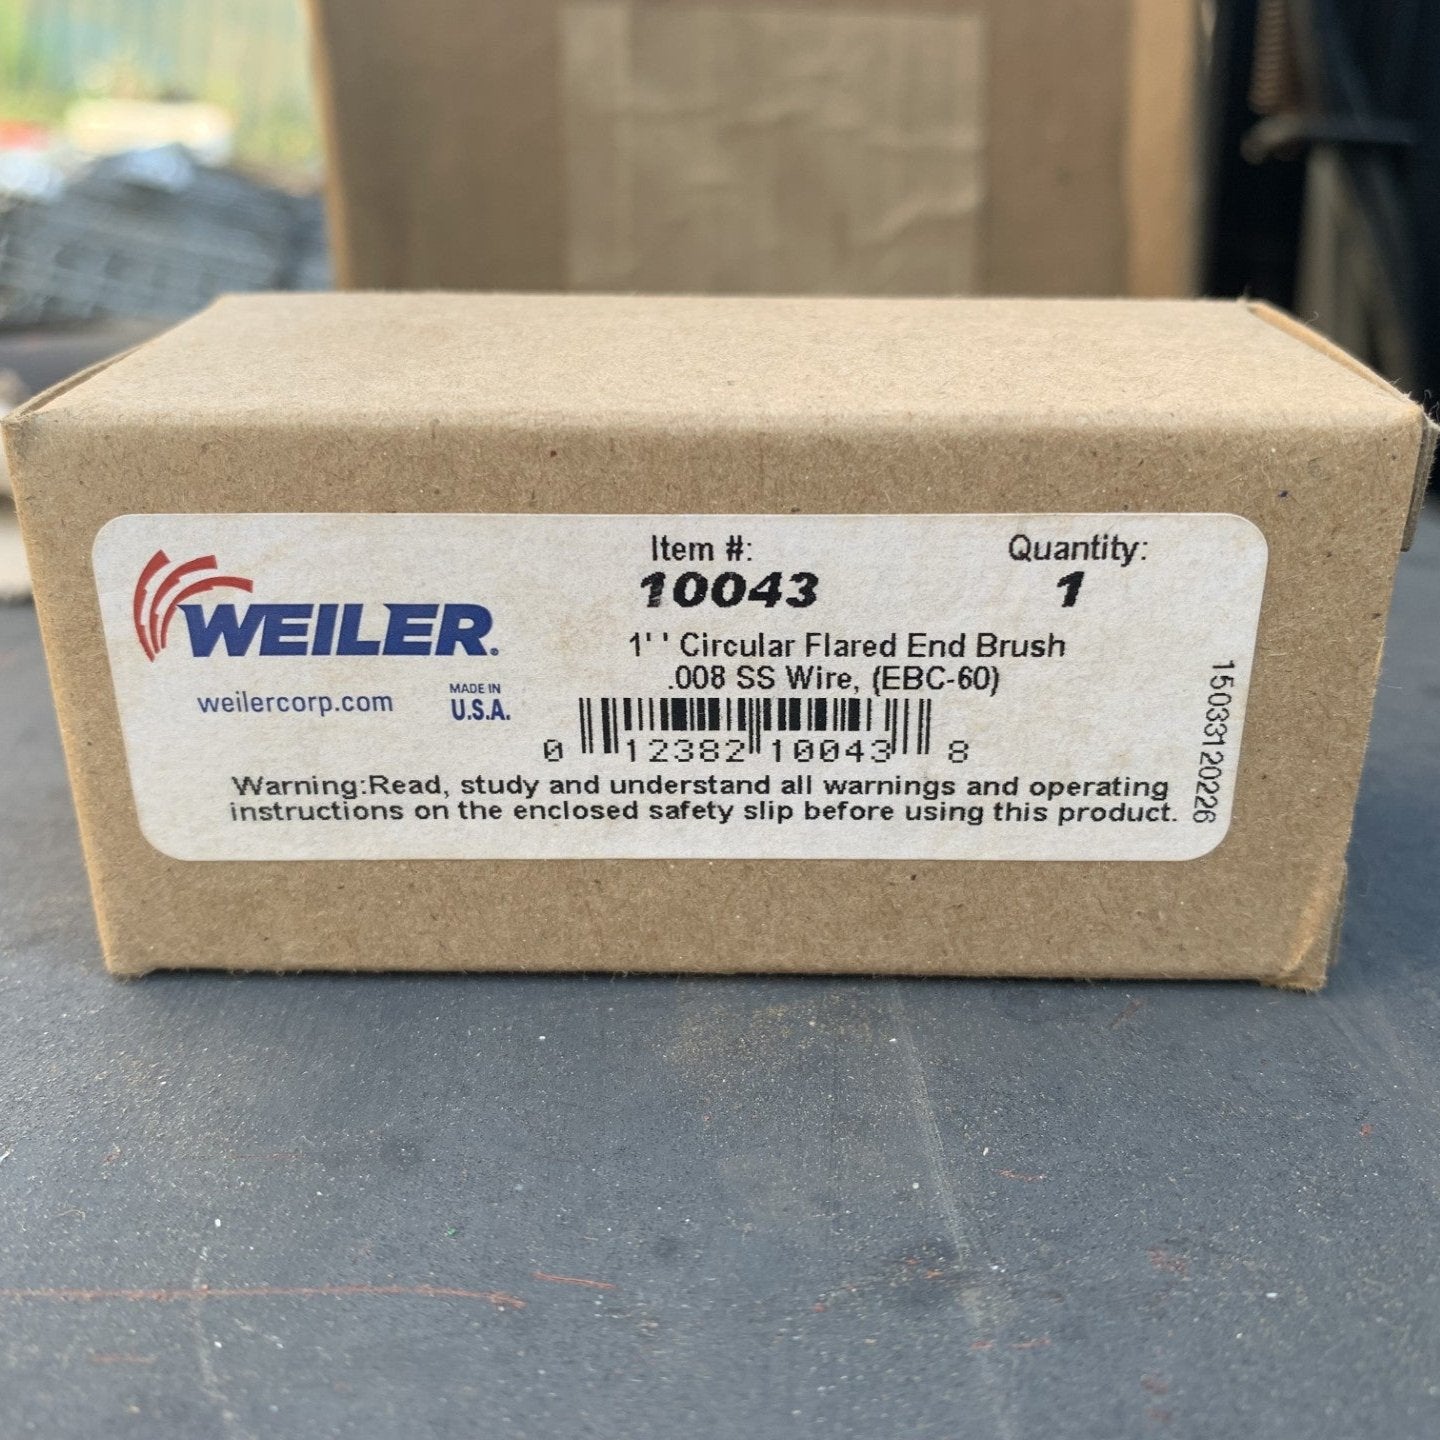 WEILER.
weilercorp.com
MADE IN
U.S.A.
Item #:
10043
Quantity:
1
1'' Circular Flared End Brush
.008 SS Wire, (EBC-60)
0 12382 10043 8
Warning:Read, study and understand all warnings and operating
instructions on the enclosed safety slip before using this product.
15033120226